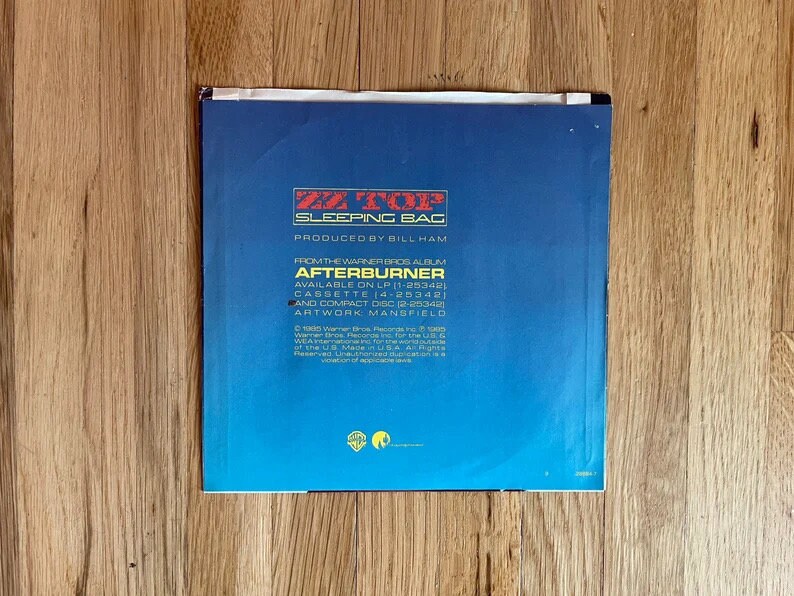 ZZ TOP
SLEEPING BAG
PRODUCED BY BILL HAM
FROM THE WARNER BROS. ALBUM
AFTERBURNER
AVAILABLE ON LP (1-25342),
CASSETTE (4-25342)
AND COMPACT DISC (2-25342)
ARTWORK: MANSFIELD
© 1985 Warner Bros. Records Inc. ℗ 1985
Warner Bros. Records Inc. for the U.S. &
WEA International Inc. for the world outside
of the U.S. Made in U.S.A. All Rights
Reserved. Unauthorized duplication is a
violation of applicable laws.